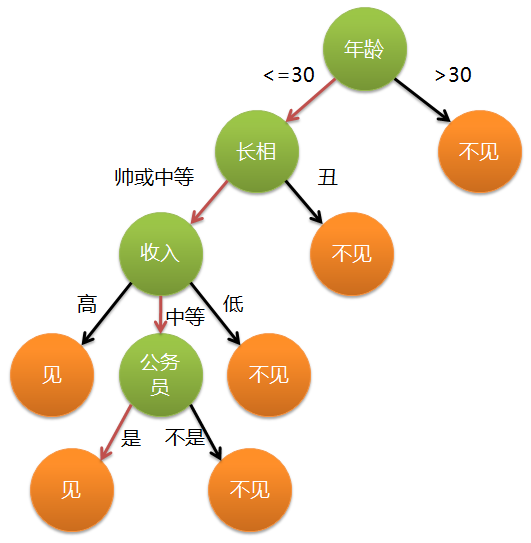 年龄
<=30
>30
长相
不见
帅或中等
丑
收入
不见
高
中等
低
见
公务
员
不见
是
不是
见
不见